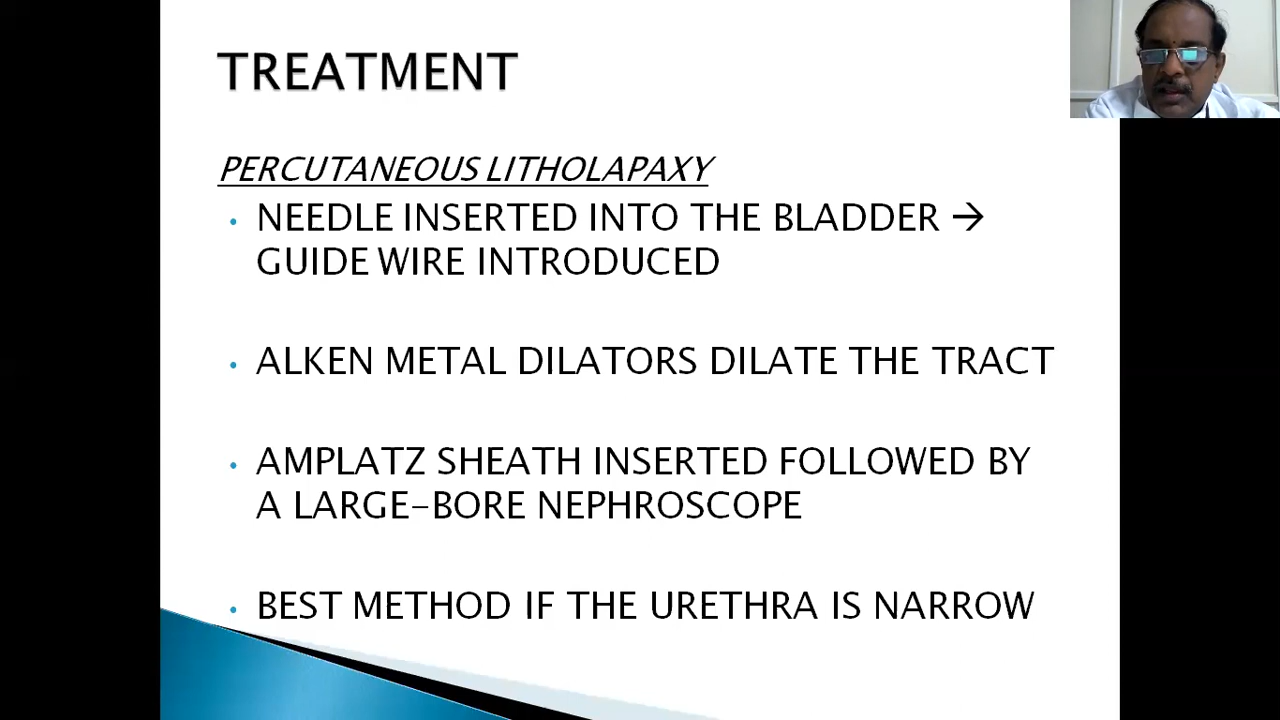 TREATMENT
PERCUTANEOUS LITHOLAPAXY
• NEEDLE INSERTED INTO THE BLADDER →
GUIDE WIRE INTRODUCED
• ALKEN METAL DILATORS DILATE THE TRACT
• AMPLATZ SHEATH INSERTED FOLLOWED BY
A LARGE-BORE NEPHROSCOPE
• BEST METHOD IF THE URETHRA IS NARROW